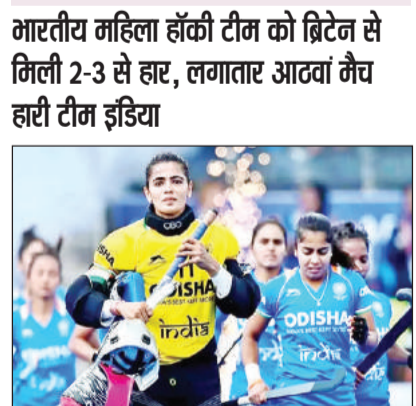 भारतीय महिला हॉकी टीम को ब्रिटेन से
मिली 2-3 से हार, लगातार आठवां मैच
हारी टीम इंडिया
ODISHA
india
ODISHA
india